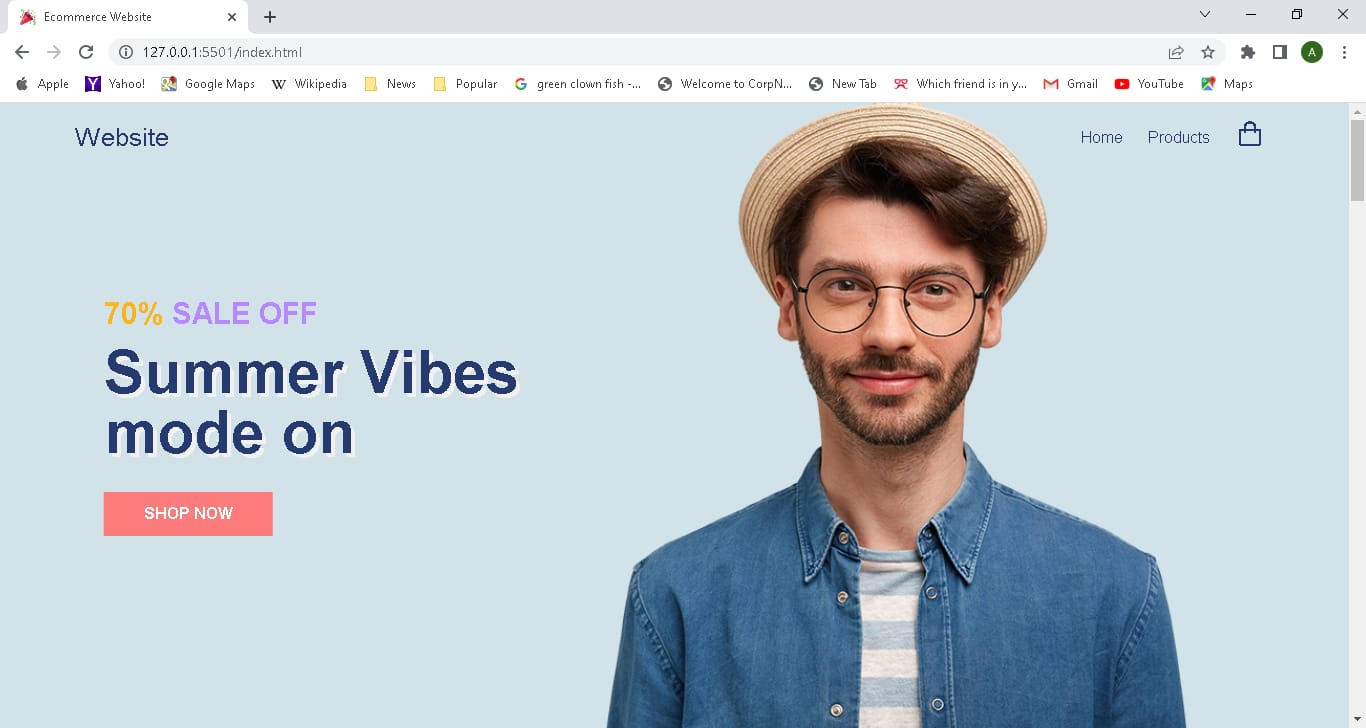 Ecommerce Website
127.0.0.1:5501/index.html
A
Apple Yahoo! Google Maps Wikipedia News Popular green clown fish -... Welcome to CorpN... New Tab Which friend is in y... Gmail YouTube Maps
Website Home Products
70% SALE OFF
Summer Vibes
mode on
SHOP NOW